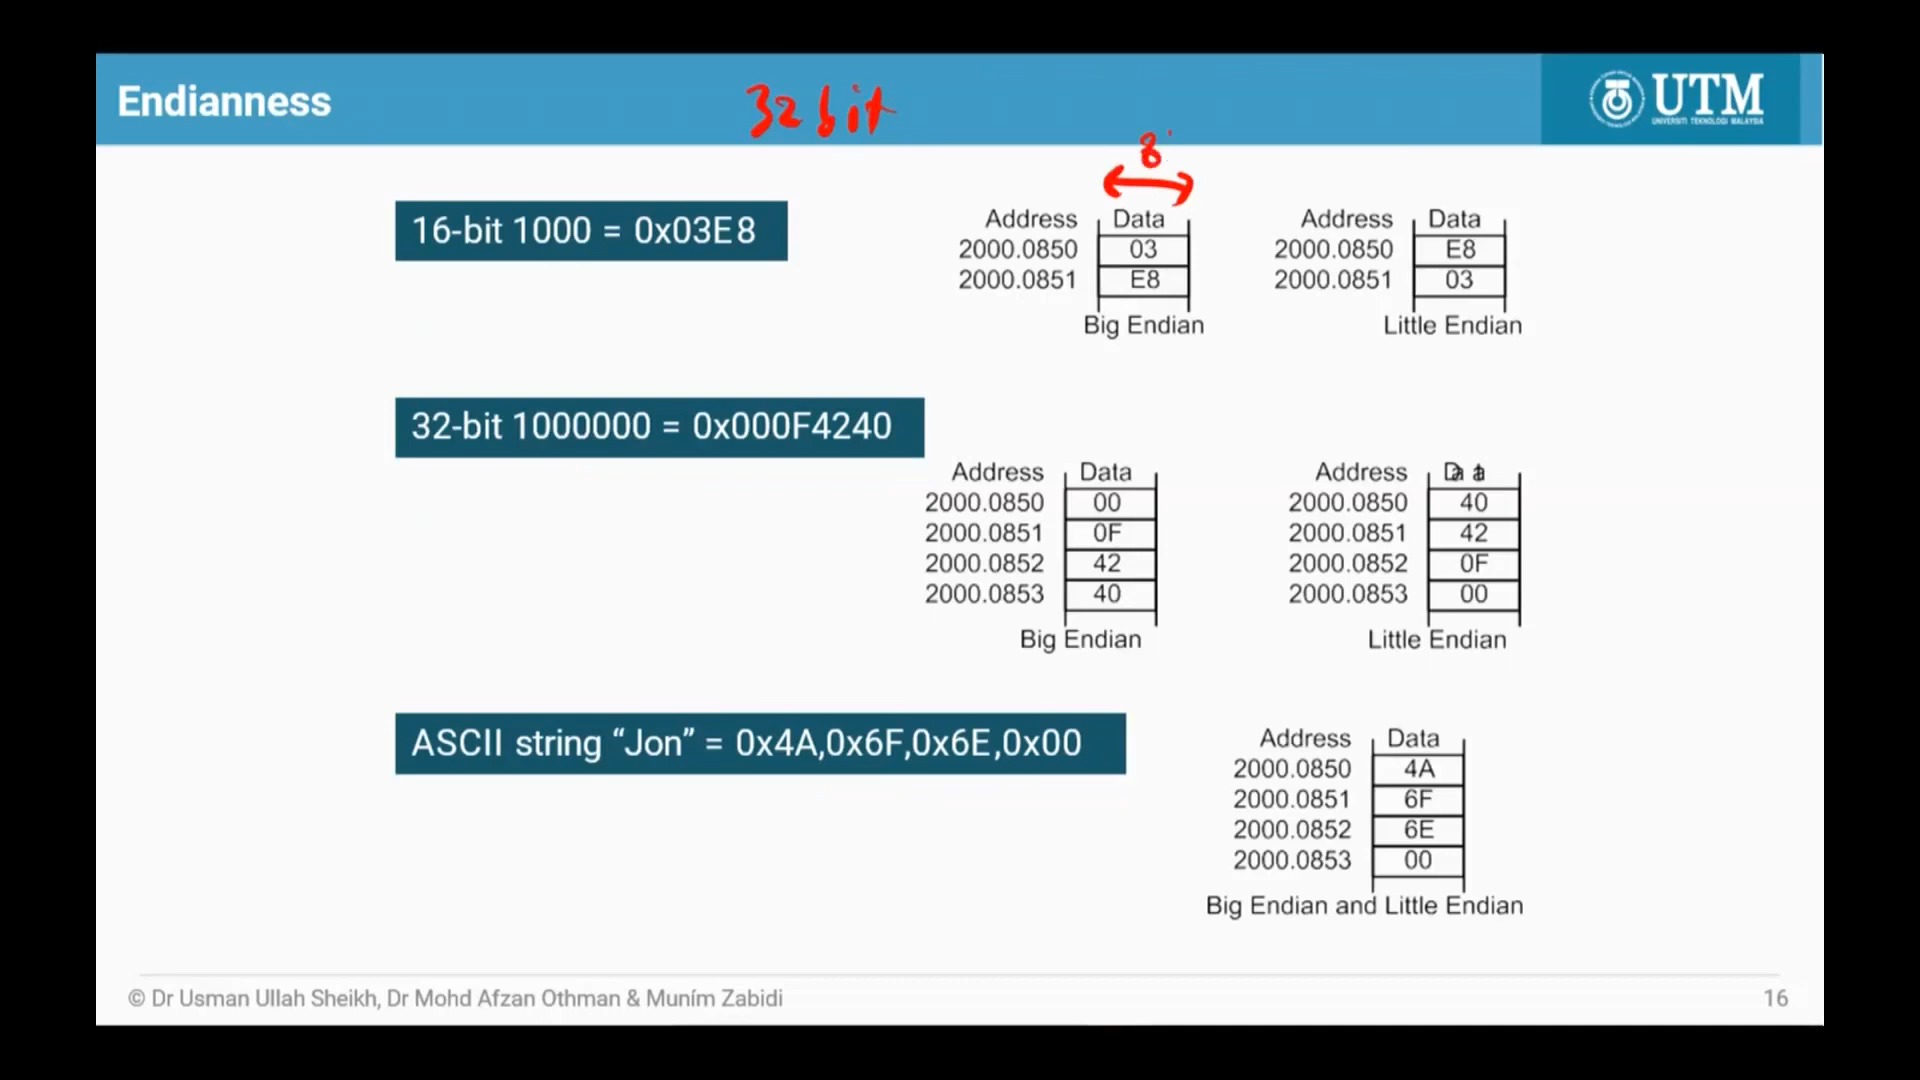 Endianness
32 bit
UTM
UNIVERSITI TEKNOLOGI MALAYSIA
8
16-bit 1000 = 0x03E8
Address Data
2000.0850 03
2000.0851 E8
Big Endian
Address Data
2000.0850 E8
2000.0851 03
Little Endian
32-bit 1000000 = 0x000F4240
Address Data
2000.0850 00
2000.0851 0F
2000.0852 42
2000.0853 40
Big Endian
Address Data
2000.0850 40
2000.0851 42
2000.0852 0F
2000.0853 00
Little Endian
ASCII string “Jon” = 0x4A,0x6F,0x6E,0x00
Address Data
2000.0850 4A
2000.0851 6F
2000.0852 6E
2000.0853 00
Big Endian and Little Endian
© Dr Usman Ullah Sheikh, Dr Mohd Afzan Othman & Muním Zabidi
16